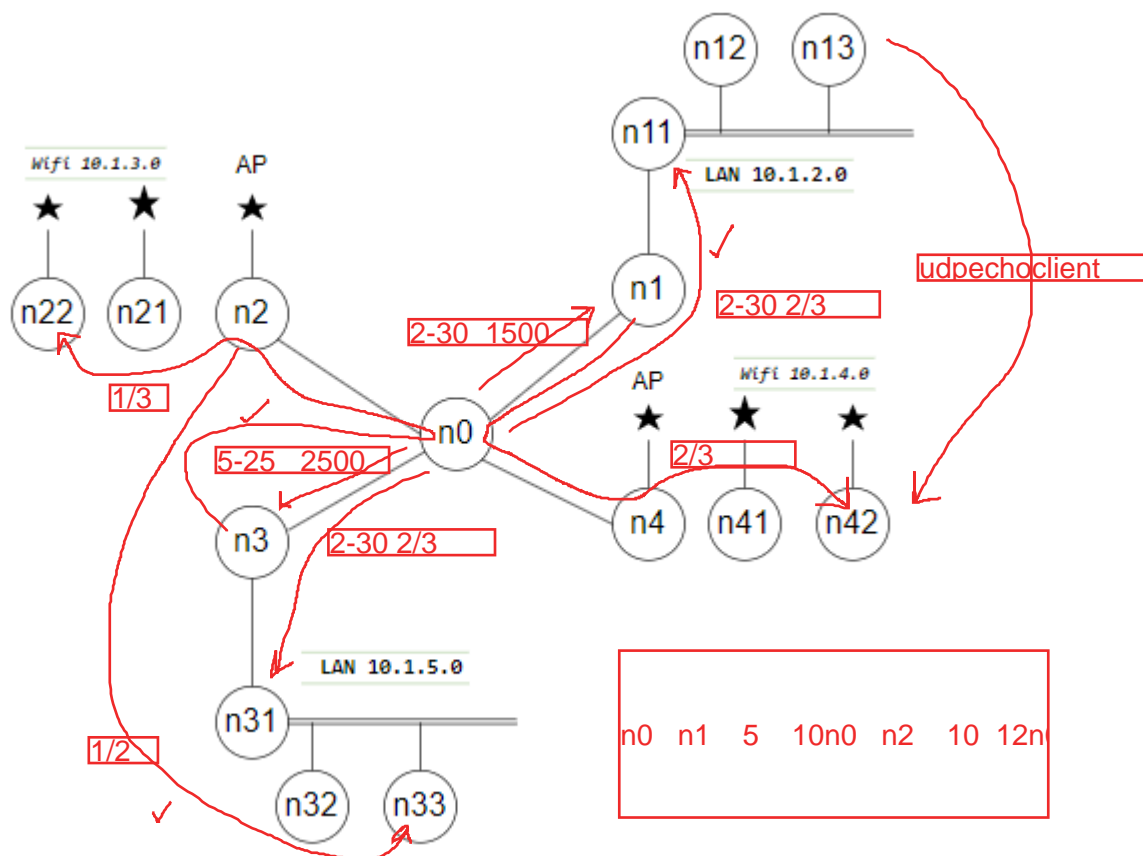 n12
n13
n11
Wifi 10.1.3.0
AP
LAN 10.1.2.0
udpechoclient
n22
n21
n2
n1
2-30 1500
2-30 2/3
1/3
AP
Wifi 10.1.4.0
n0
5-25 2500
2/3
n3
2-30 2/3
n4
n41
n42
LAN 10.1.5.0
n31
1/2
n32
n33
n0 n1 5 10n0 n2 10 12n